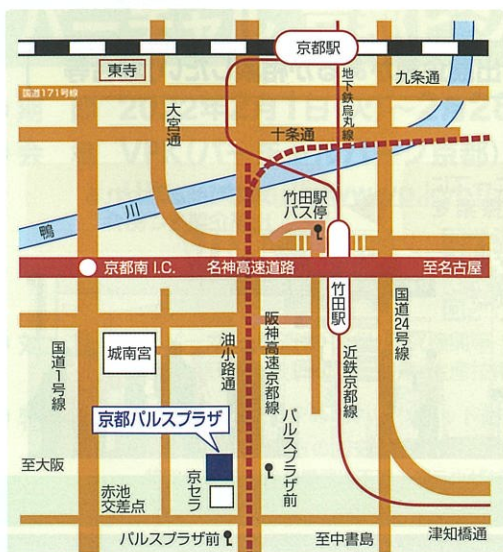 京都駅
東寺
九条通
国道171号線
地下鉄烏丸線
大宮通
十条通
竹田駅
バス停
鴨川
京都南 I.C.
名神高速道路
至名古屋
竹田駅
国道1号線
城南宮
油小路通
阪神高速京都線
近鉄京都線
国道24号線
京都パルスプラザ
パルスプラザ前
至大阪
京セラ
赤池
交差点
パルスプラザ前
至中書島
津知橋通